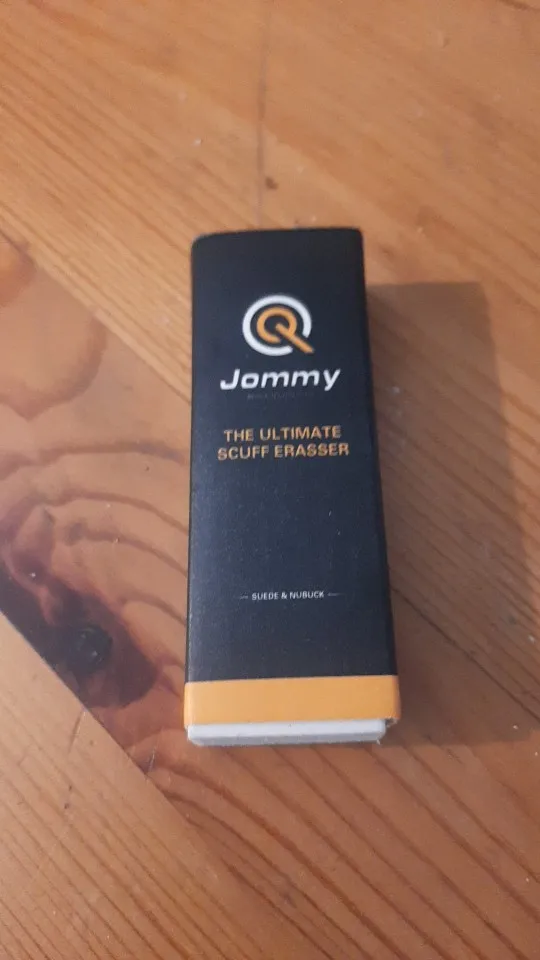 Jommy
THE ULTIMATE
SCUFF ERASSER
SUEDE & NUBUCK